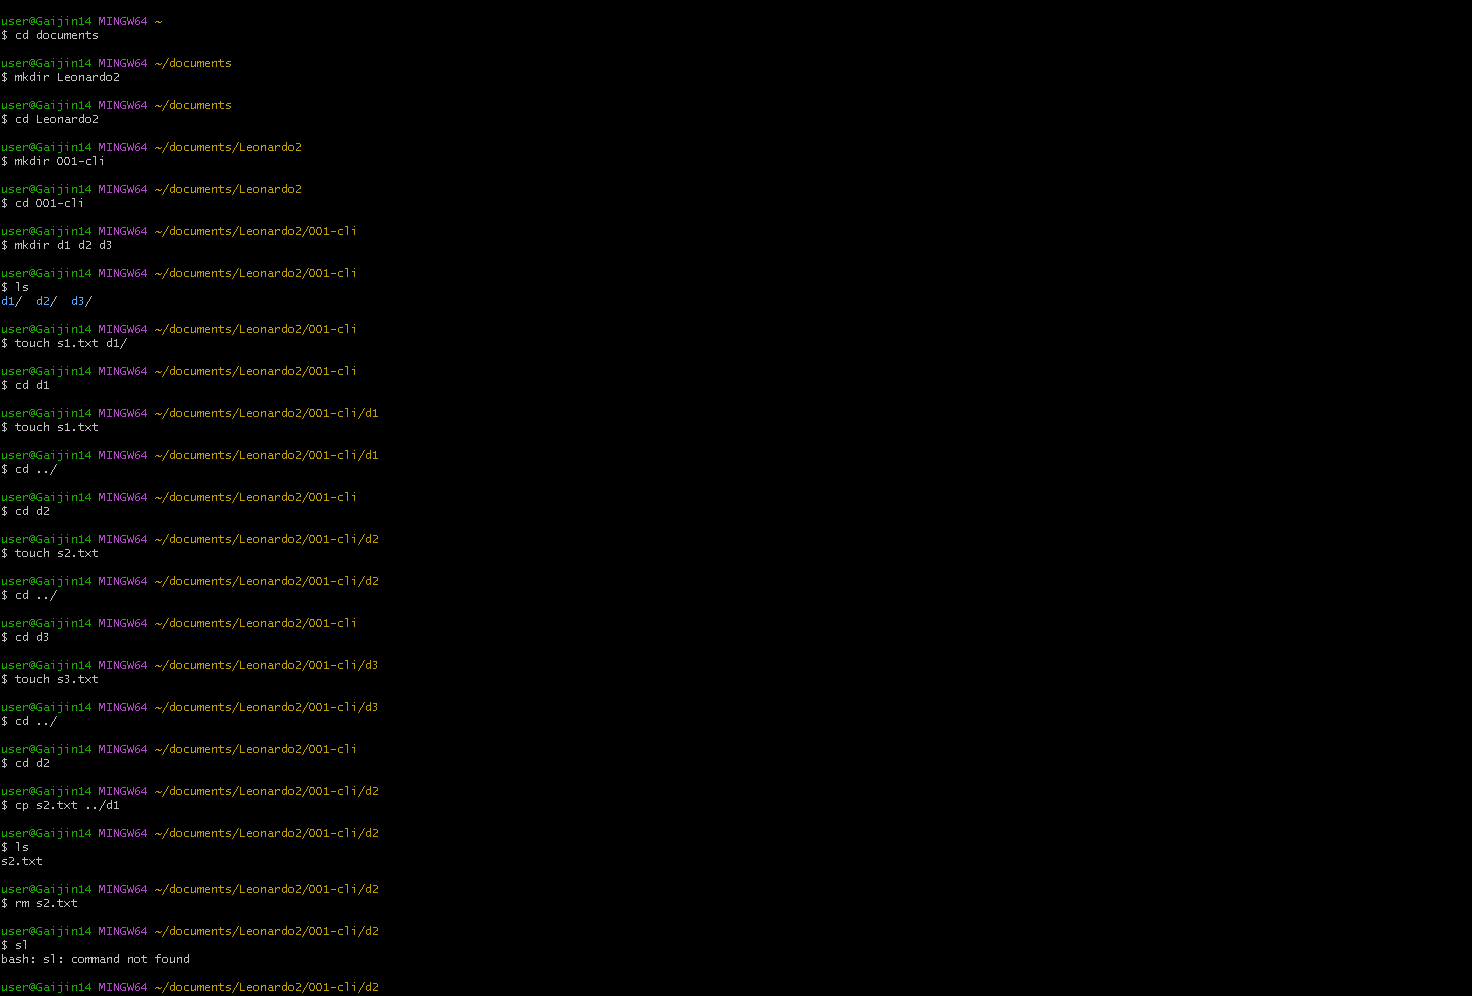 user@Gaijin14 MINGW64 ~
$ cd documents
user@Gaijin14 MINGW64 ~/documents
$ mkdir Leonardo2
user@Gaijin14 MINGW64 ~/documents
$ cd Leonardo2
user@Gaijin14 MINGW64 ~/documents/Leonardo2
$ mkdir 001-cli
user@Gaijin14 MINGW64 ~/documents/Leonardo2
$ cd 001-cli
user@Gaijin14 MINGW64 ~/documents/Leonardo2/001-cli
$ mkdir d1 d2 d3
user@Gaijin14 MINGW64 ~/documents/Leonardo2/001-cli
$ ls
d1/  d2/  d3/
user@Gaijin14 MINGW64 ~/documents/Leonardo2/001-cli
$ touch s1.txt d1/
user@Gaijin14 MINGW64 ~/documents/Leonardo2/001-cli
$ cd d1
user@Gaijin14 MINGW64 ~/documents/Leonardo2/001-cli/d1
$ touch s1.txt
user@Gaijin14 MINGW64 ~/documents/Leonardo2/001-cli/d1
$ cd ../
user@Gaijin14 MINGW64 ~/documents/Leonardo2/001-cli
$ cd d2
user@Gaijin14 MINGW64 ~/documents/Leonardo2/001-cli/d2
$ touch s2.txt
user@Gaijin14 MINGW64 ~/documents/Leonardo2/001-cli/d2
$ cd ../
user@Gaijin14 MINGW64 ~/documents/Leonardo2/001-cli
$ cd d3
user@Gaijin14 MINGW64 ~/documents/Leonardo2/001-cli/d3
$ touch s3.txt
user@Gaijin14 MINGW64 ~/documents/Leonardo2/001-cli/d3
$ cd ../
user@Gaijin14 MINGW64 ~/documents/Leonardo2/001-cli
$ cd d2
user@Gaijin14 MINGW64 ~/documents/Leonardo2/001-cli/d2
$ cp s2.txt ../d1
user@Gaijin14 MINGW64 ~/documents/Leonardo2/001-cli/d2
$ ls
s2.txt
user@Gaijin14 MINGW64 ~/documents/Leonardo2/001-cli/d2
$ rm s2.txt
user@Gaijin14 MINGW64 ~/documents/Leonardo2/001-cli/d2
$ sl
bash: sl: command not found
user@Gaijin14 MINGW64 ~/documents/Leonardo2/001-cli/d2